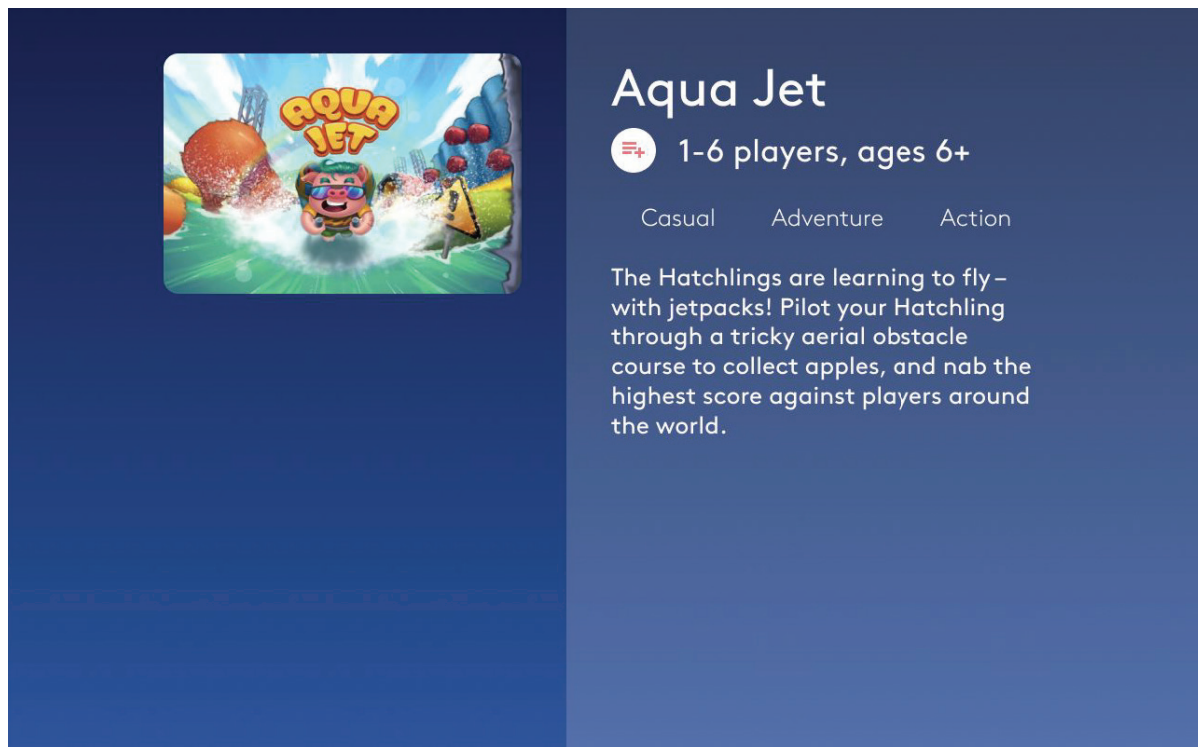 AQUA
JET
Aqua Jet
1-6 players, ages 6+
Casual Adventure Action
The Hatchlings are learning to fly –
with jetpacks! Pilot your Hatchling
through a tricky aerial obstacle
course to collect apples, and nab the
highest score against players around
the world.